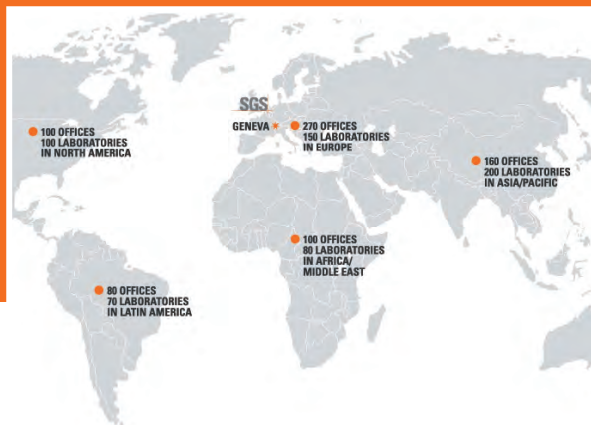 SGS
GENEVA
100 OFFICES
100 LABORATORIES
IN NORTH AMERICA
270 OFFICES
150 LABORATORIES
IN EUROPE
160 OFFICES
200 LABORATORIES
IN ASIA/PACIFIC
100 OFFICES
80 LABORATORIES
IN AFRICA/
MIDDLE EAST
80 OFFICES
70 LABORATORIES
IN LATIN AMERICA